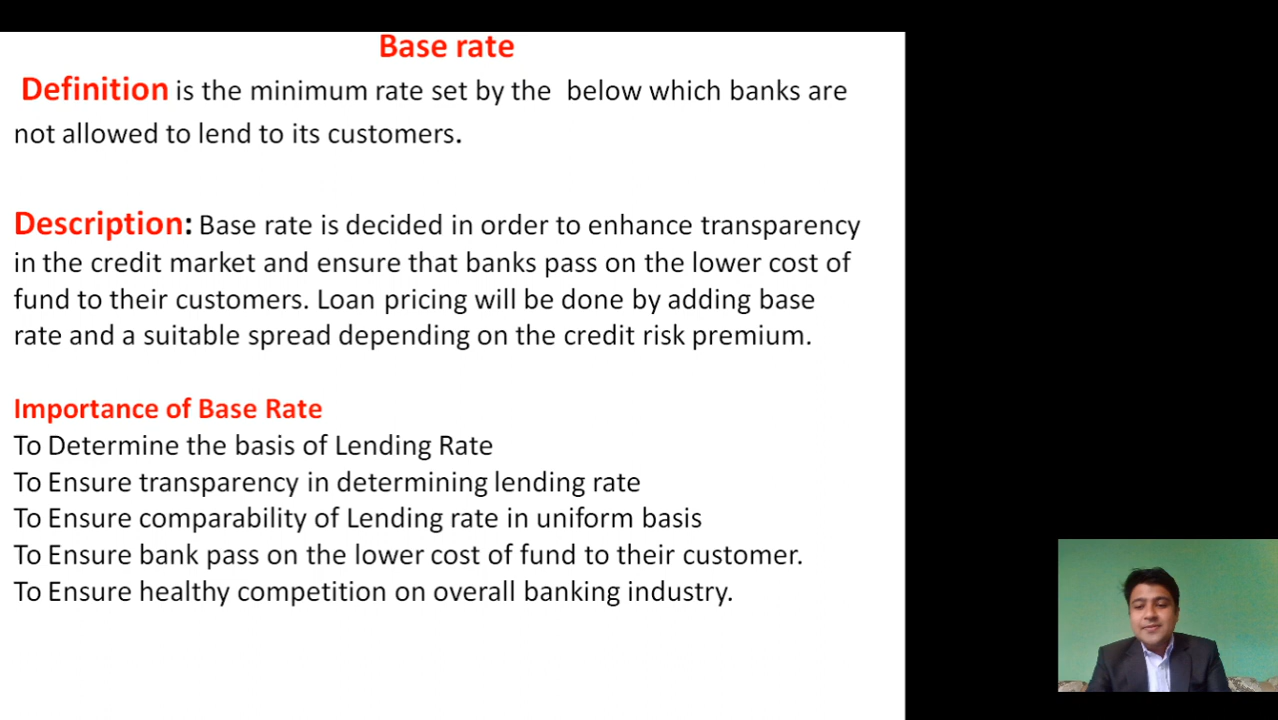 Base rate
Definition is the minimum rate set by the  below which banks are
not allowed to lend to its customers.
Description: Base rate is decided in order to enhance transparency
in the credit market and ensure that banks pass on the lower cost of
fund to their customers. Loan pricing will be done by adding base
rate and a suitable spread depending on the credit risk premium.
Importance of Base Rate
To Determine the basis of Lending Rate
To Ensure transparency in determining lending rate
To Ensure comparability of Lending rate in uniform basis
To Ensure bank pass on the lower cost of fund to their customer.
To Ensure healthy competition on overall banking industry.